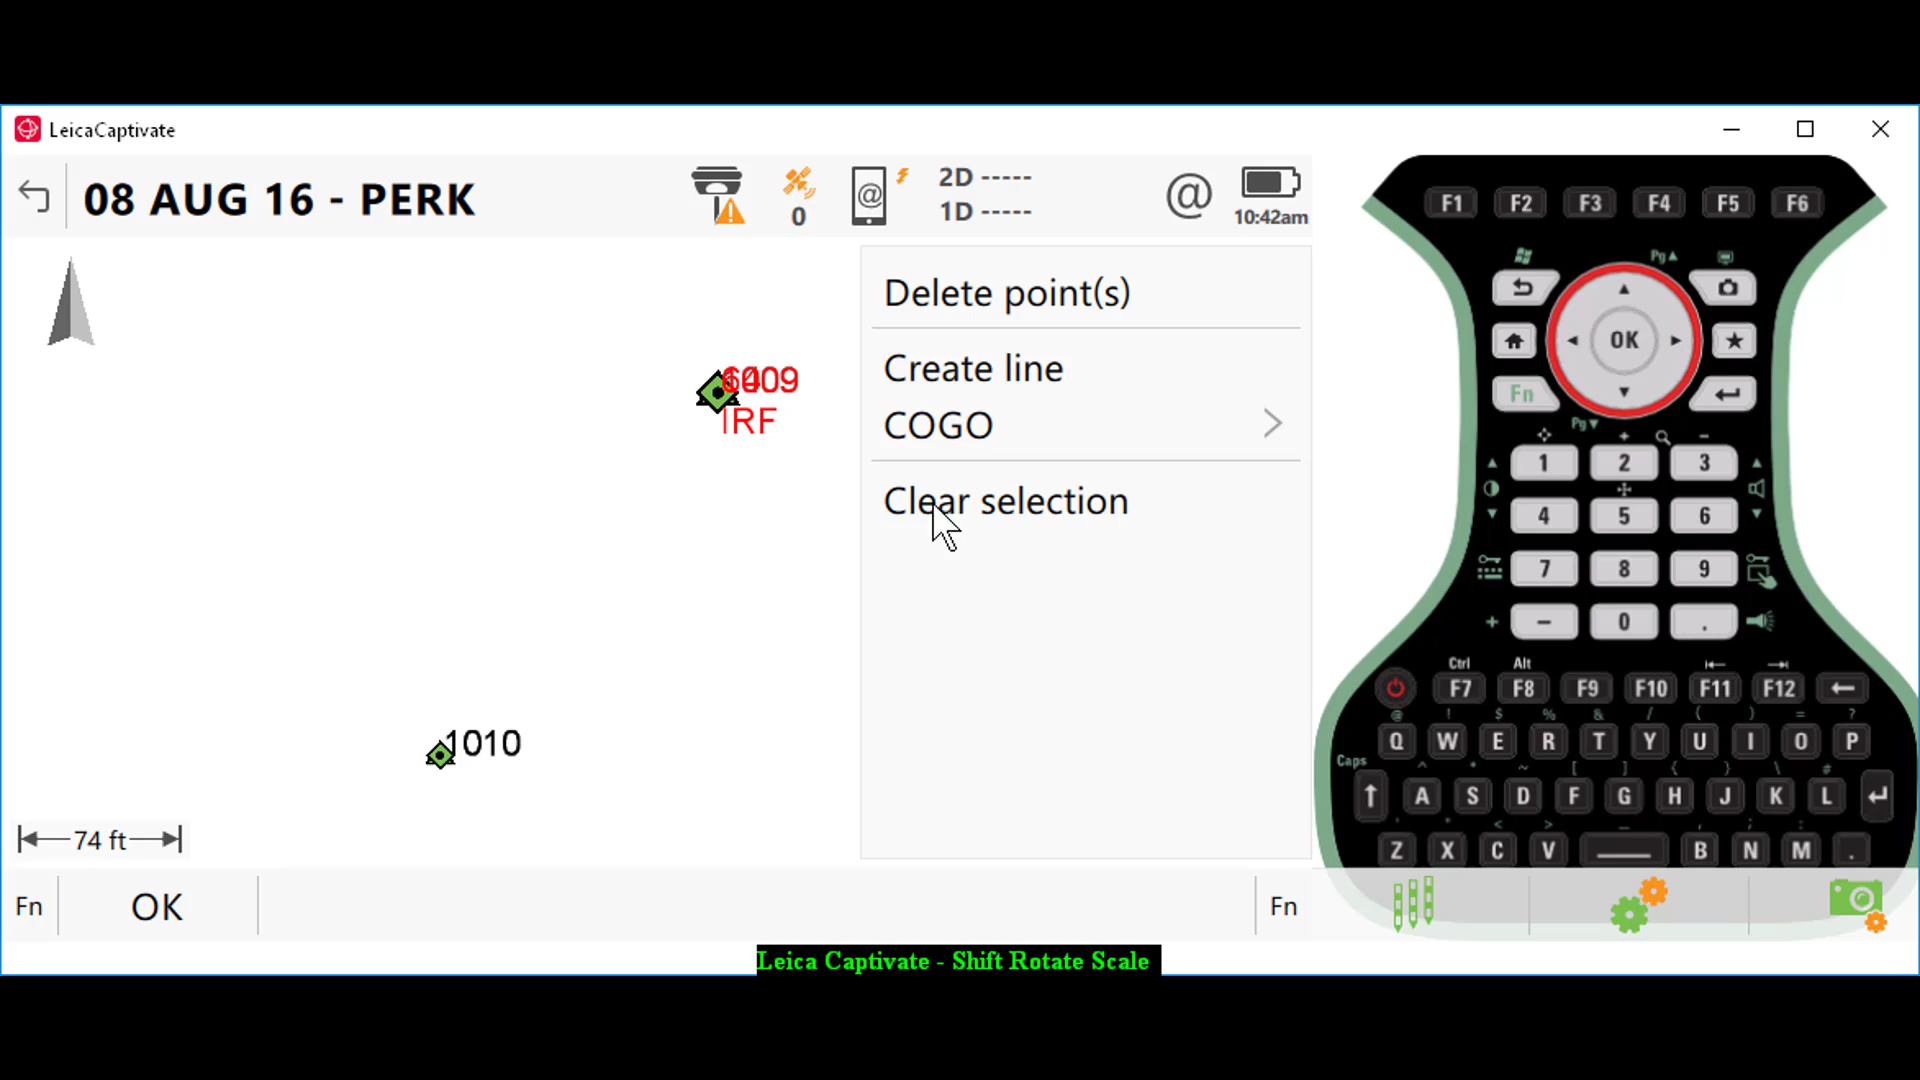 LeicaCaptivate
08 AUG 16 - PERK
0
@
2D -----
1D -----
@
10:42am
Delete point(s)
Create line
COGO
Clear selection
IRF
1010
74 ft
Fn
OK
Fn
F1 F2 F3 F4 F5 F6
Pg
OK
Fn
Pg
1 2 3
4 5 6
7 8 9
+ - 0 .
Ctrl Alt
F7 F8 F9 F10 F11 F12
@ ! $ % & / ( ) = ?
Q W E R T Y U I O P
Caps ^ * ~ [ ] { } \ #
A S D F G H J K L
Z X C V B N M .
Leica Captivate - Shift Rotate Scale